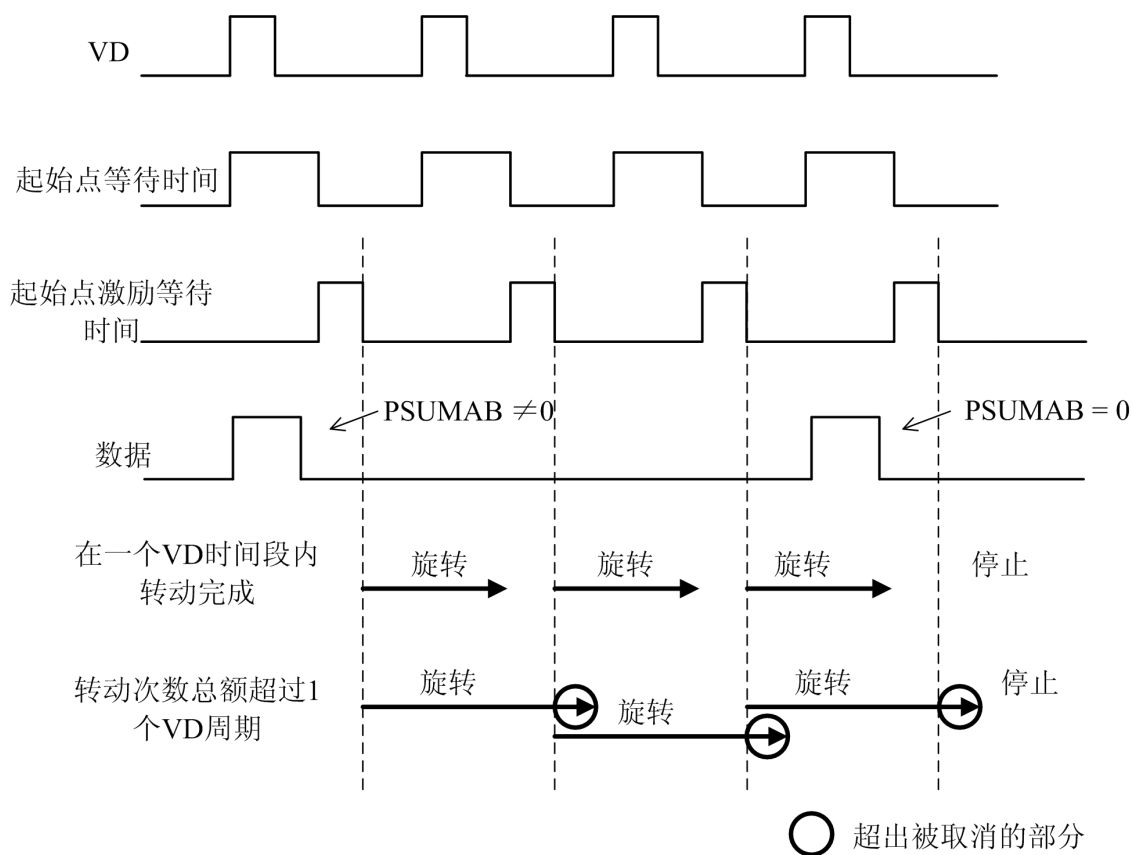 VD
起始点等待时间
起始点激励等待
时间
PSUMAB ≠0
PSUMAB = 0
数据
在一个VD时间段内
转动完成
旋转
旋转
旋转
停止
转动次数总额超过1
个VD周期
旋转
旋转
旋转
停止
超出被取消的部分